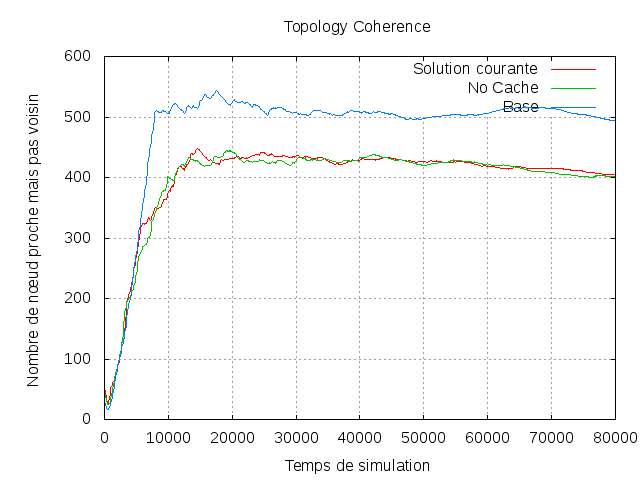 Topology Coherence
Nombre de nœud proche mais pas voisin
600
500
400
300
200
100
0
Solution courante
No Cache
Base
0 10000 20000 30000 40000 50000 60000 70000 80000
Temps de simulation